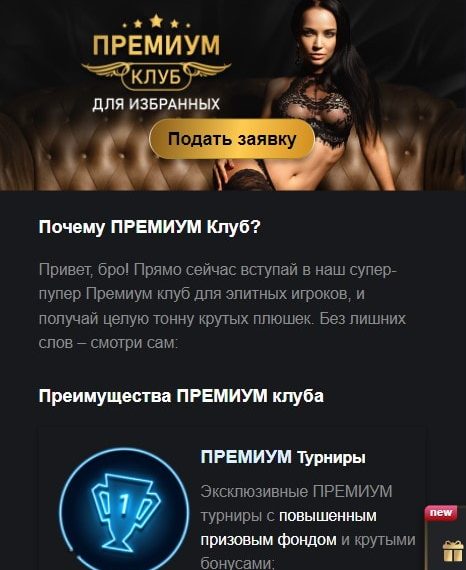 ПРЕМИУМ
КЛУБ
ДЛЯ ИЗБРАННЫХ
Подать заявку
Почему ПРЕМИУМ Клуб?
Привет, бро! Прямо сейчас вступай в наш супер-
пупер Премиум клуб для элитных игроков, и
получай целую тонну крутых плюшек. Без лишних
слов – смотри сам:
Преимущества ПРЕМИУМ клуба
1
ПРЕМИУМ Турниры
Эксклюзивные ПРЕМИУМ
турниры с повышенным
призовым фондом и крутыми
бонусами:
new